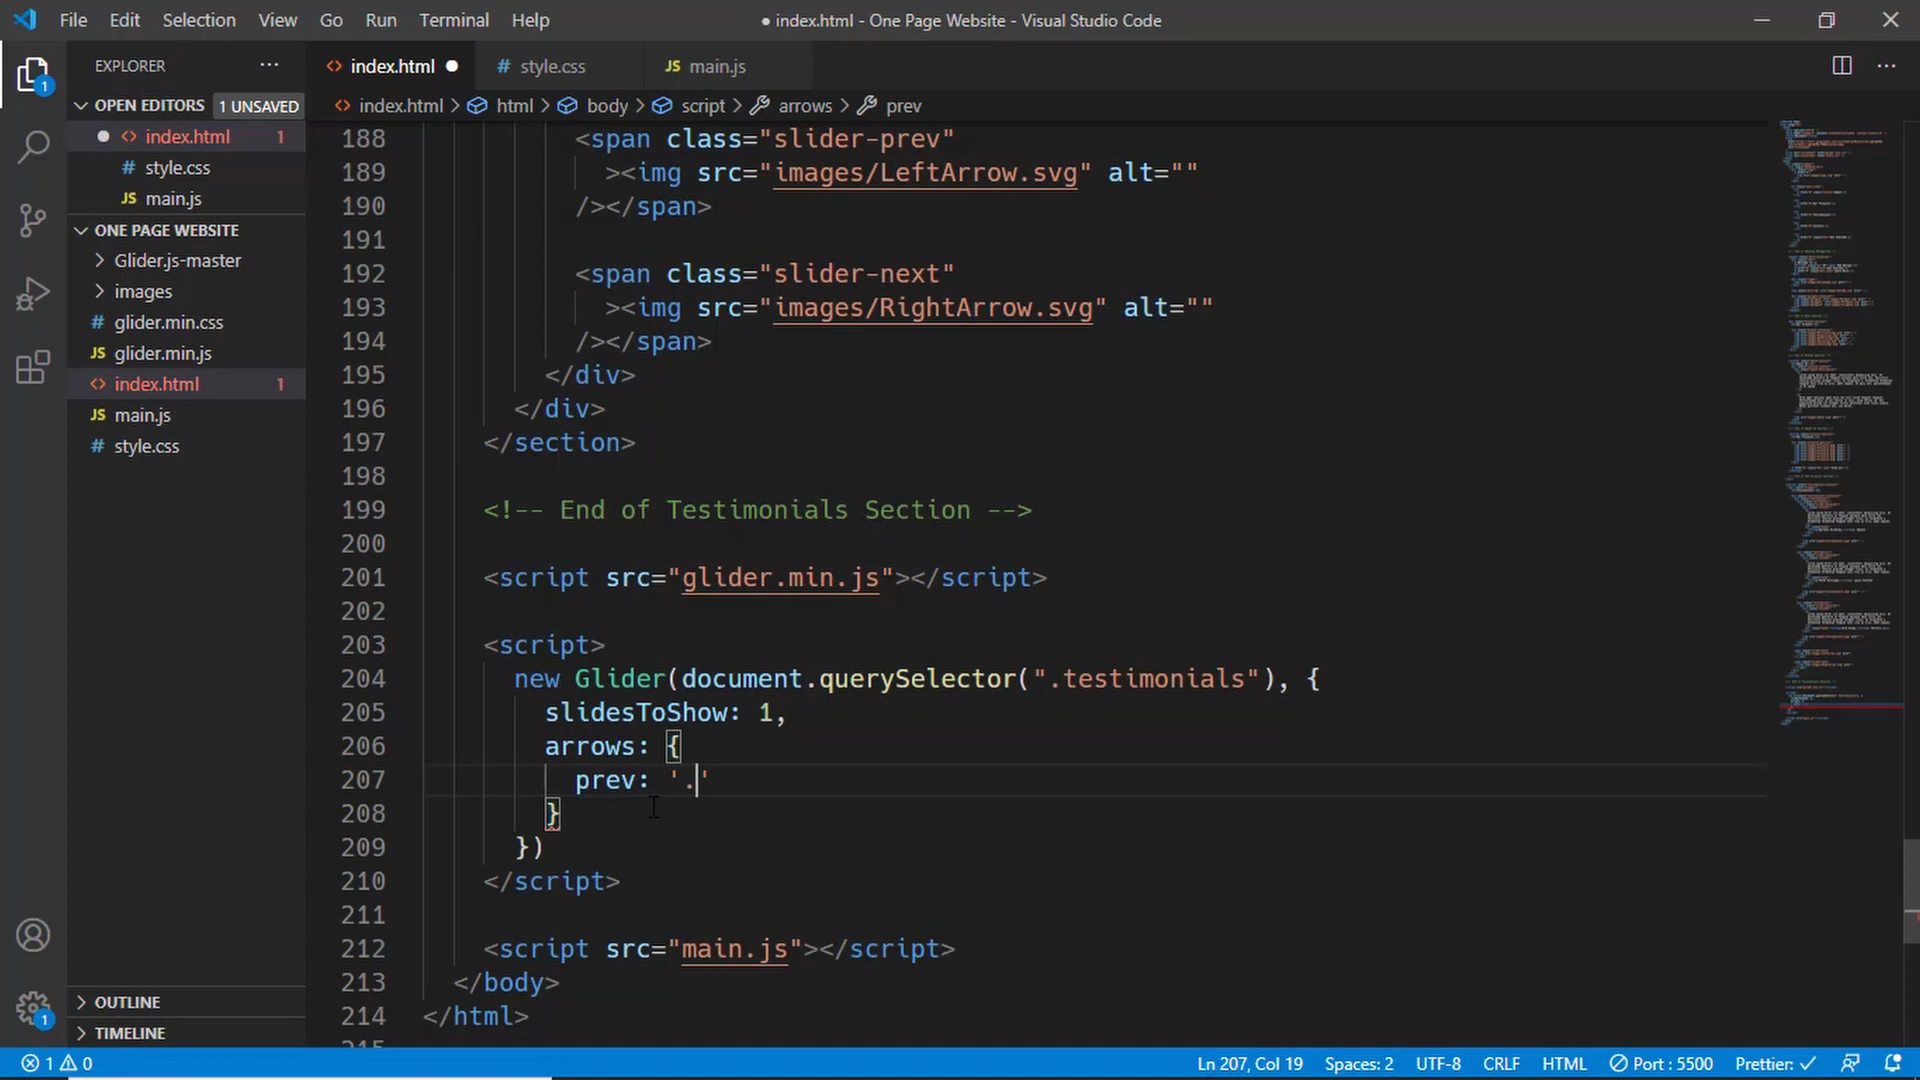 File Edit Selection View Go Run Terminal Help
● index.html - One Page Website - Visual Studio Code
EXPLORER ···
index.html ●
style.css
main.js
index.html > html > body > script > arrows > prev
OPEN EDITORS 1 UNSAVED
index.html 1
style.css
main.js
ONE PAGE WEBSITE
Glider.js-master
images
glider.min.css
glider.min.js
index.html 1
main.js
style.css
OUTLINE
TIMELINE
1
1
188 <span class="slider-prev"
189 ><img src="images/LeftArrow.svg" alt=""
190 /></span>
191
192 <span class="slider-next"
193 ><img src="images/RightArrow.svg" alt=""
194 /></span>
195 </div>
196 </div>
197 </section>
198
199 <!-- End of Testimonials Section -->
200
201 <script src="glider.min.js"></script>
202
203 <script>
204 new Glider(document.querySelector(".testimonials"), {
205 slidesToShow: 1,
206 arrows: {
207 prev: '.'
208 }
209 })
210 </script>
211
212 <script src="main.js"></script>
213 </body>
214 </html>
1 0
Ln 207, Col 19 Spaces: 2 UTF-8 CRLF HTML Port : 5500 Prettier: ✓